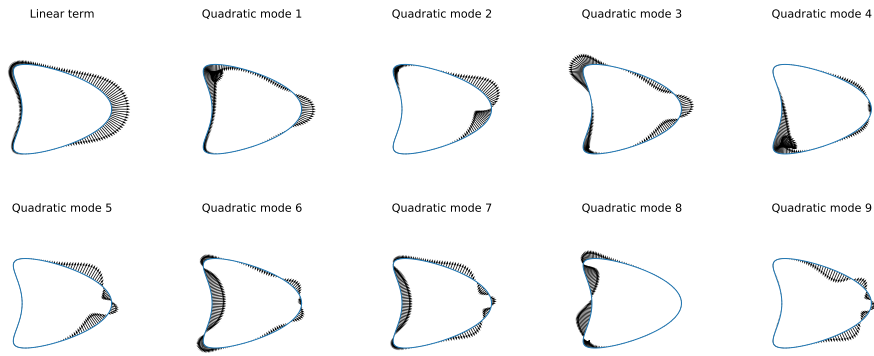 Linear term
Quadratic mode 1
Quadratic mode 2
Quadratic mode 3
Quadratic mode 4
Quadratic mode 5
Quadratic mode 6
Quadratic mode 7
Quadratic mode 8
Quadratic mode 9